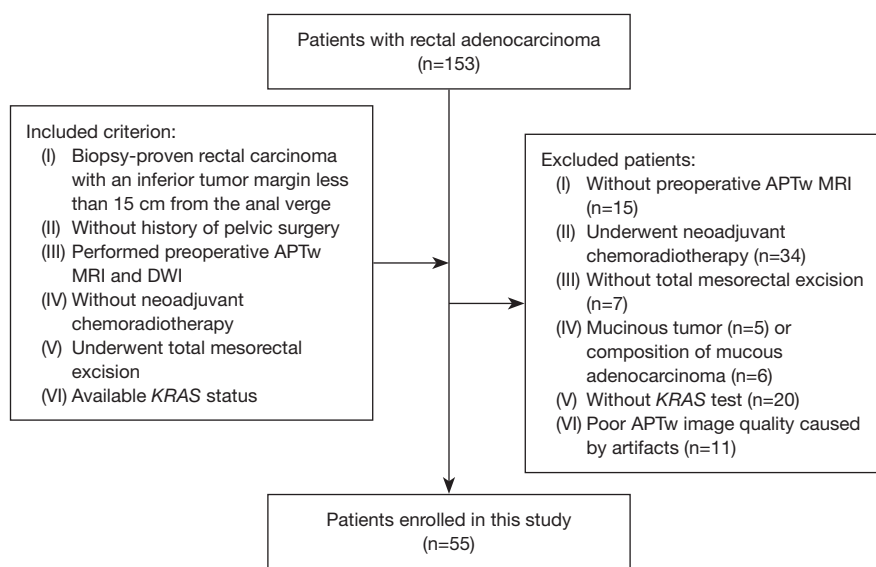 Patients with rectal adenocarcinoma
(n=153)
Included criterion:
(I) Biopsy-proven rectal carcinoma
with an inferior tumor margin less
than 15 cm from the anal verge
(II) Without history of pelvic surgery
(III) Performed preoperative APTw
MRI and DWI
(IV) Without neoadjuvant
chemoradiotherapy
(V) Underwent total mesorectal
excision
(VI) Available KRAS status
Excluded patients:
(I) Without preoperative APTw MRI
(n=15)
(II) Underwent neoadjuvant
chemoradiotherapy (n=34)
(III) Without total mesorectal excision
(n=7)
(IV) Mucinous tumor (n=5) or
composition of mucous
adenocarcinoma (n=6)
(V) Without KRAS test (n=20)
(VI) Poor APTw image quality caused
by artifacts (n=11)
Patients enrolled in this study
(n=55)